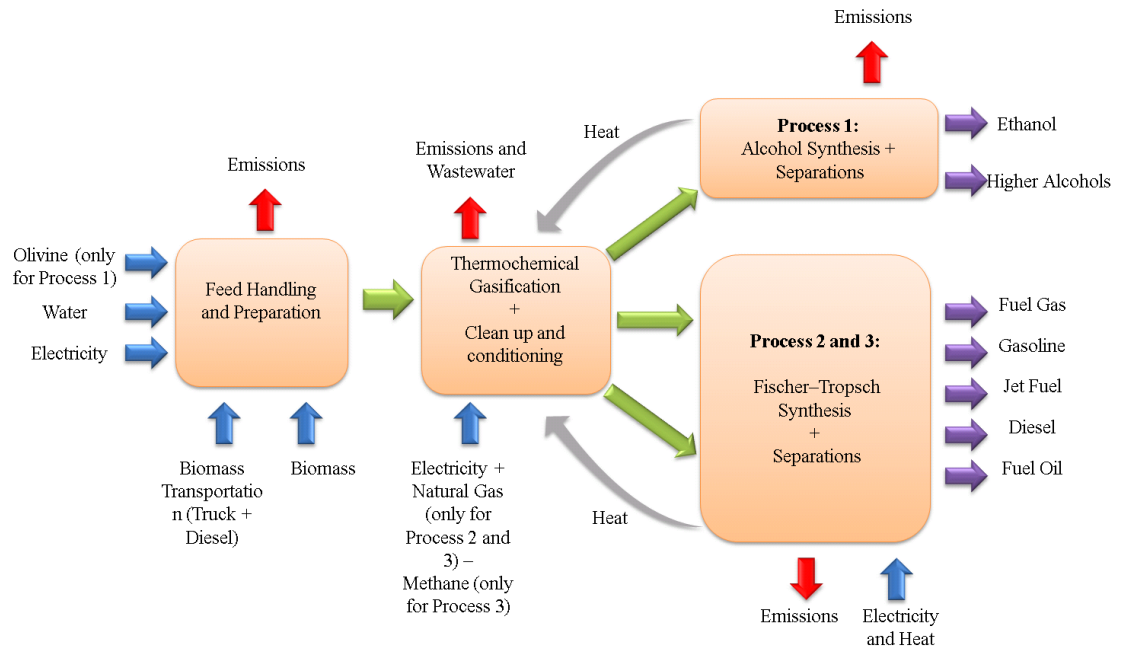 Emissions
Process 1:
Alcohol Synthesis +
Separations
Ethanol
Higher Alcohols
Heat
Emissions and
Wastewater
Emissions
Olivine (only
for Process 1)
Water
Electricity
Feed Handling
and Preparation
Thermochemical
Gasification
+
Clean up and
conditioning
Process 2 and 3:
Fischer–Tropsch
Synthesis
+
Separations
Fuel Gas
Gasoline
Jet Fuel
Diesel
Fuel Oil
Biomass
Transportatio
n (Truck +
Diesel)
Biomass
Electricity +
Natural Gas
(only for
Process 2 and
3) –
Methane (only
for Process 3)
Heat
Emissions
Electricity
and Heat